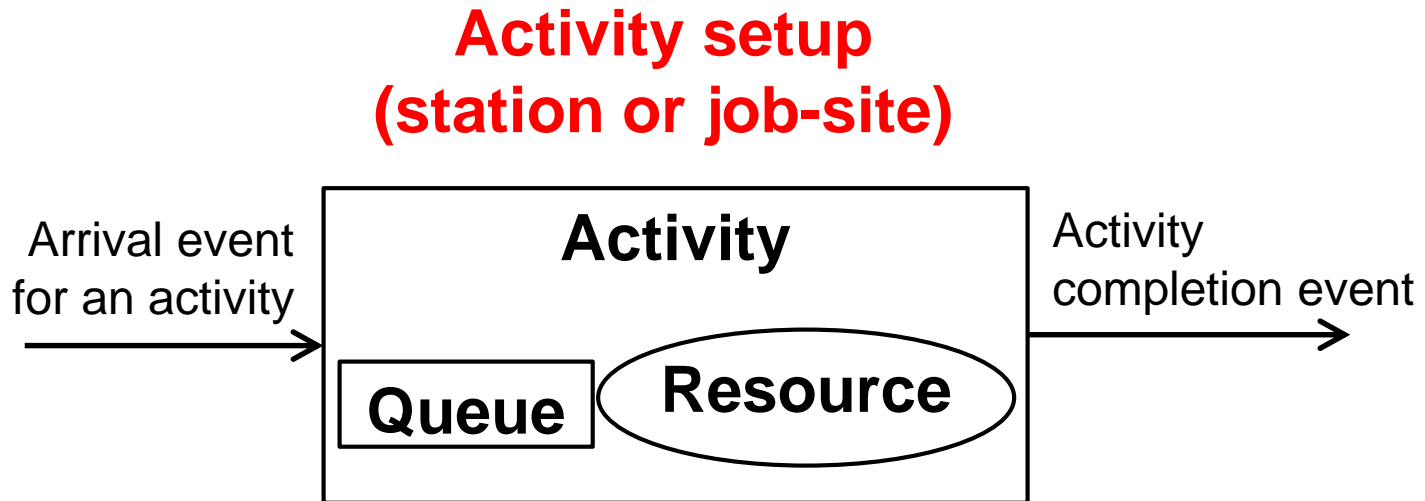 Activity setup
(station or job-site)
Arrival event
for an activity
Activity
Queue
Resource
Activity
completion event